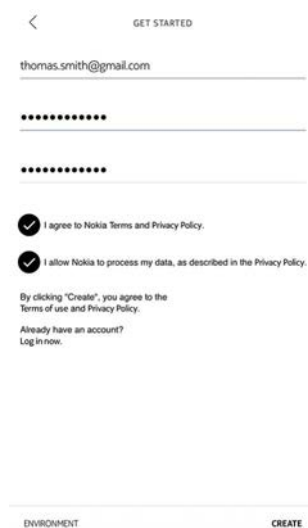 GET STARTED
thomas.smith@gmail.com
••••••••••••
••••••••••••
I agree to Nokia Terms and Privacy Policy.
I allow Nokia to process my data, as described in the Privacy Policy.
By clicking "Create", you agree to the
Terms of use and Privacy Policy.
Already have an account?
Log in now.
ENVIRONMENT
CREATE